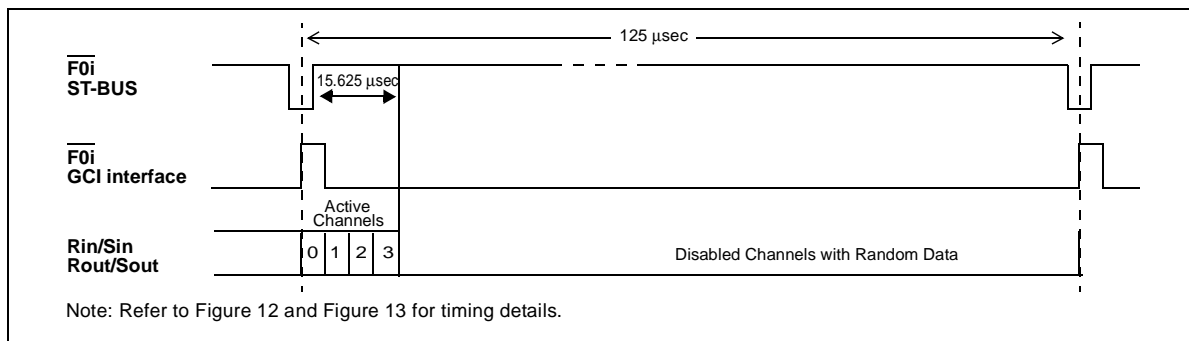 125 μsec
F0i
ST-BUS
15.625 μsec
F0i
GCI interface
Active
Channels
Rin/Sin
Rout/Sout
0 1 2 3
Disabled Channels with Random Data
Note: Refer to Figure 12 and Figure 13 for timing details.